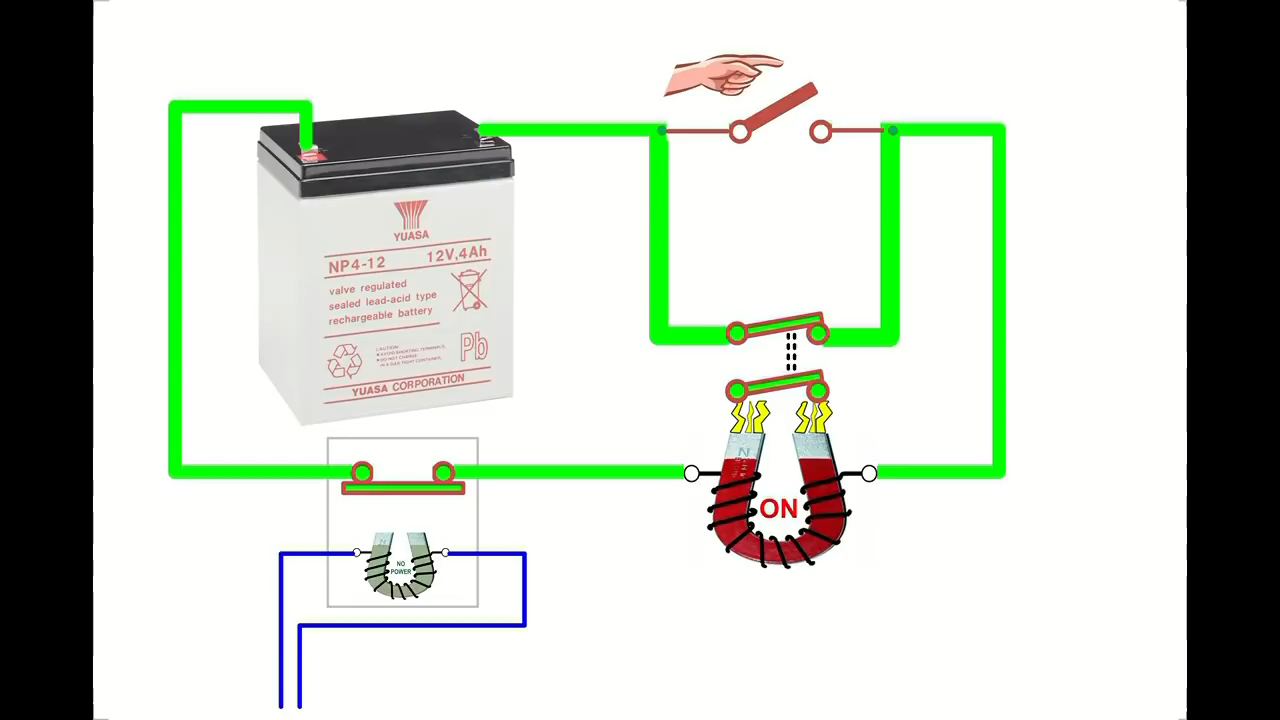 YUASA
NP4-12 12V,4Ah
valve regulated
sealed lead-acid type
rechargeable battery
CAUTION:
Pb
YUASA CORPORATION
ON
NO
POWER